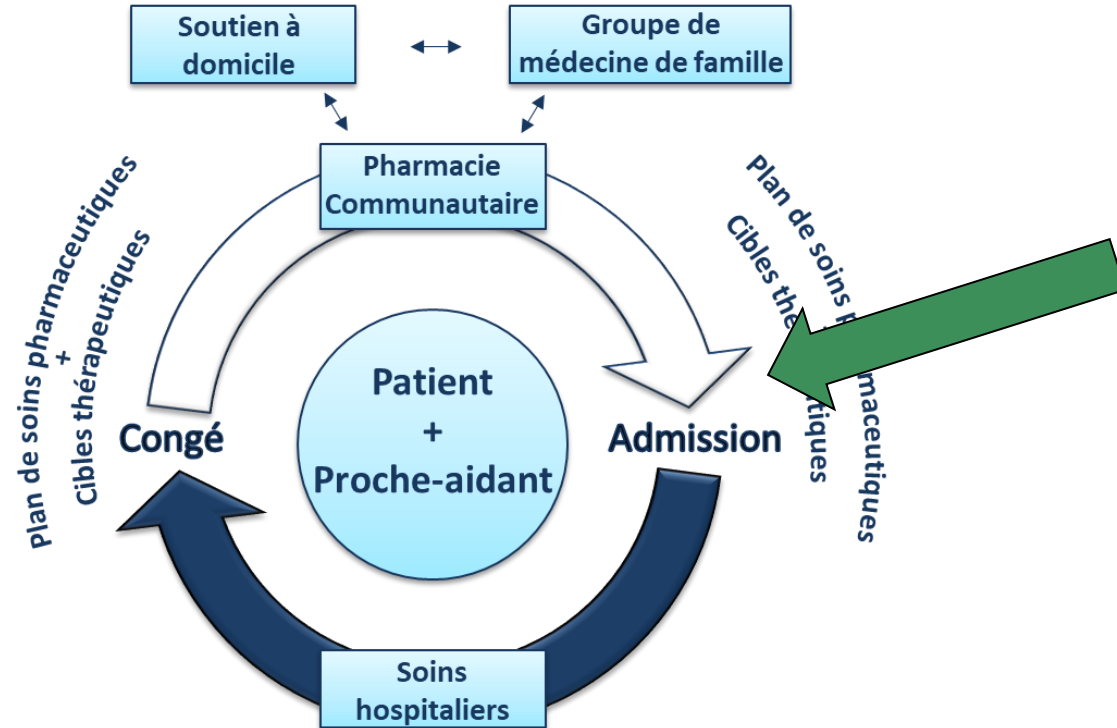 Soutien à
domicile
Groupe de
médecine de famille
Pharmacie
Communautaire
Plan de soins pharmaceutiques
+
Cibles thérapeutiques
Plan de soins maceutiques
Cibles thé tiques
Congé
Patient
+
Proche-aidant
Admission
Soins
hospitaliers